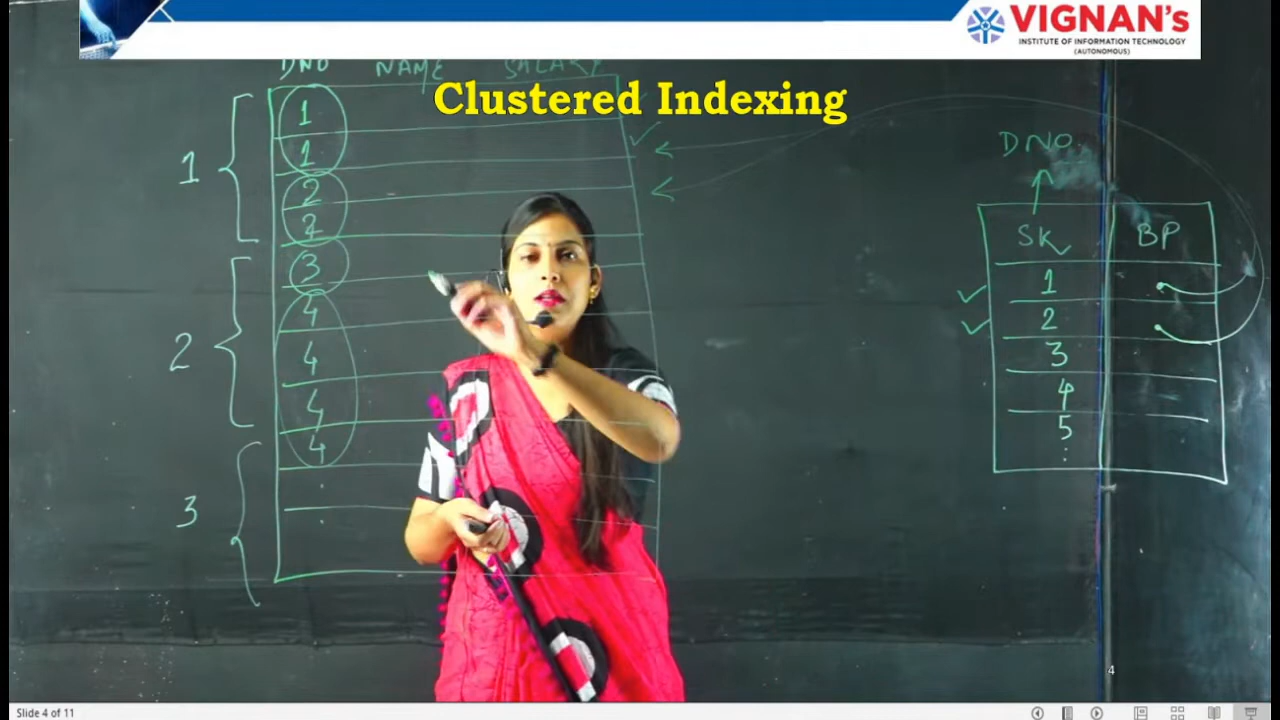 VIGNAN's
INSTITUTE OF INFORMATION TECHNOLOGY
(AUTONOMOUS)
DNO NAME SALARY
Clustered Indexing
1
1
2
2
3
4
4
4
4
1
2
3
DNO
SK BP
1
2
3
4
5
4
Slide 4 of 11